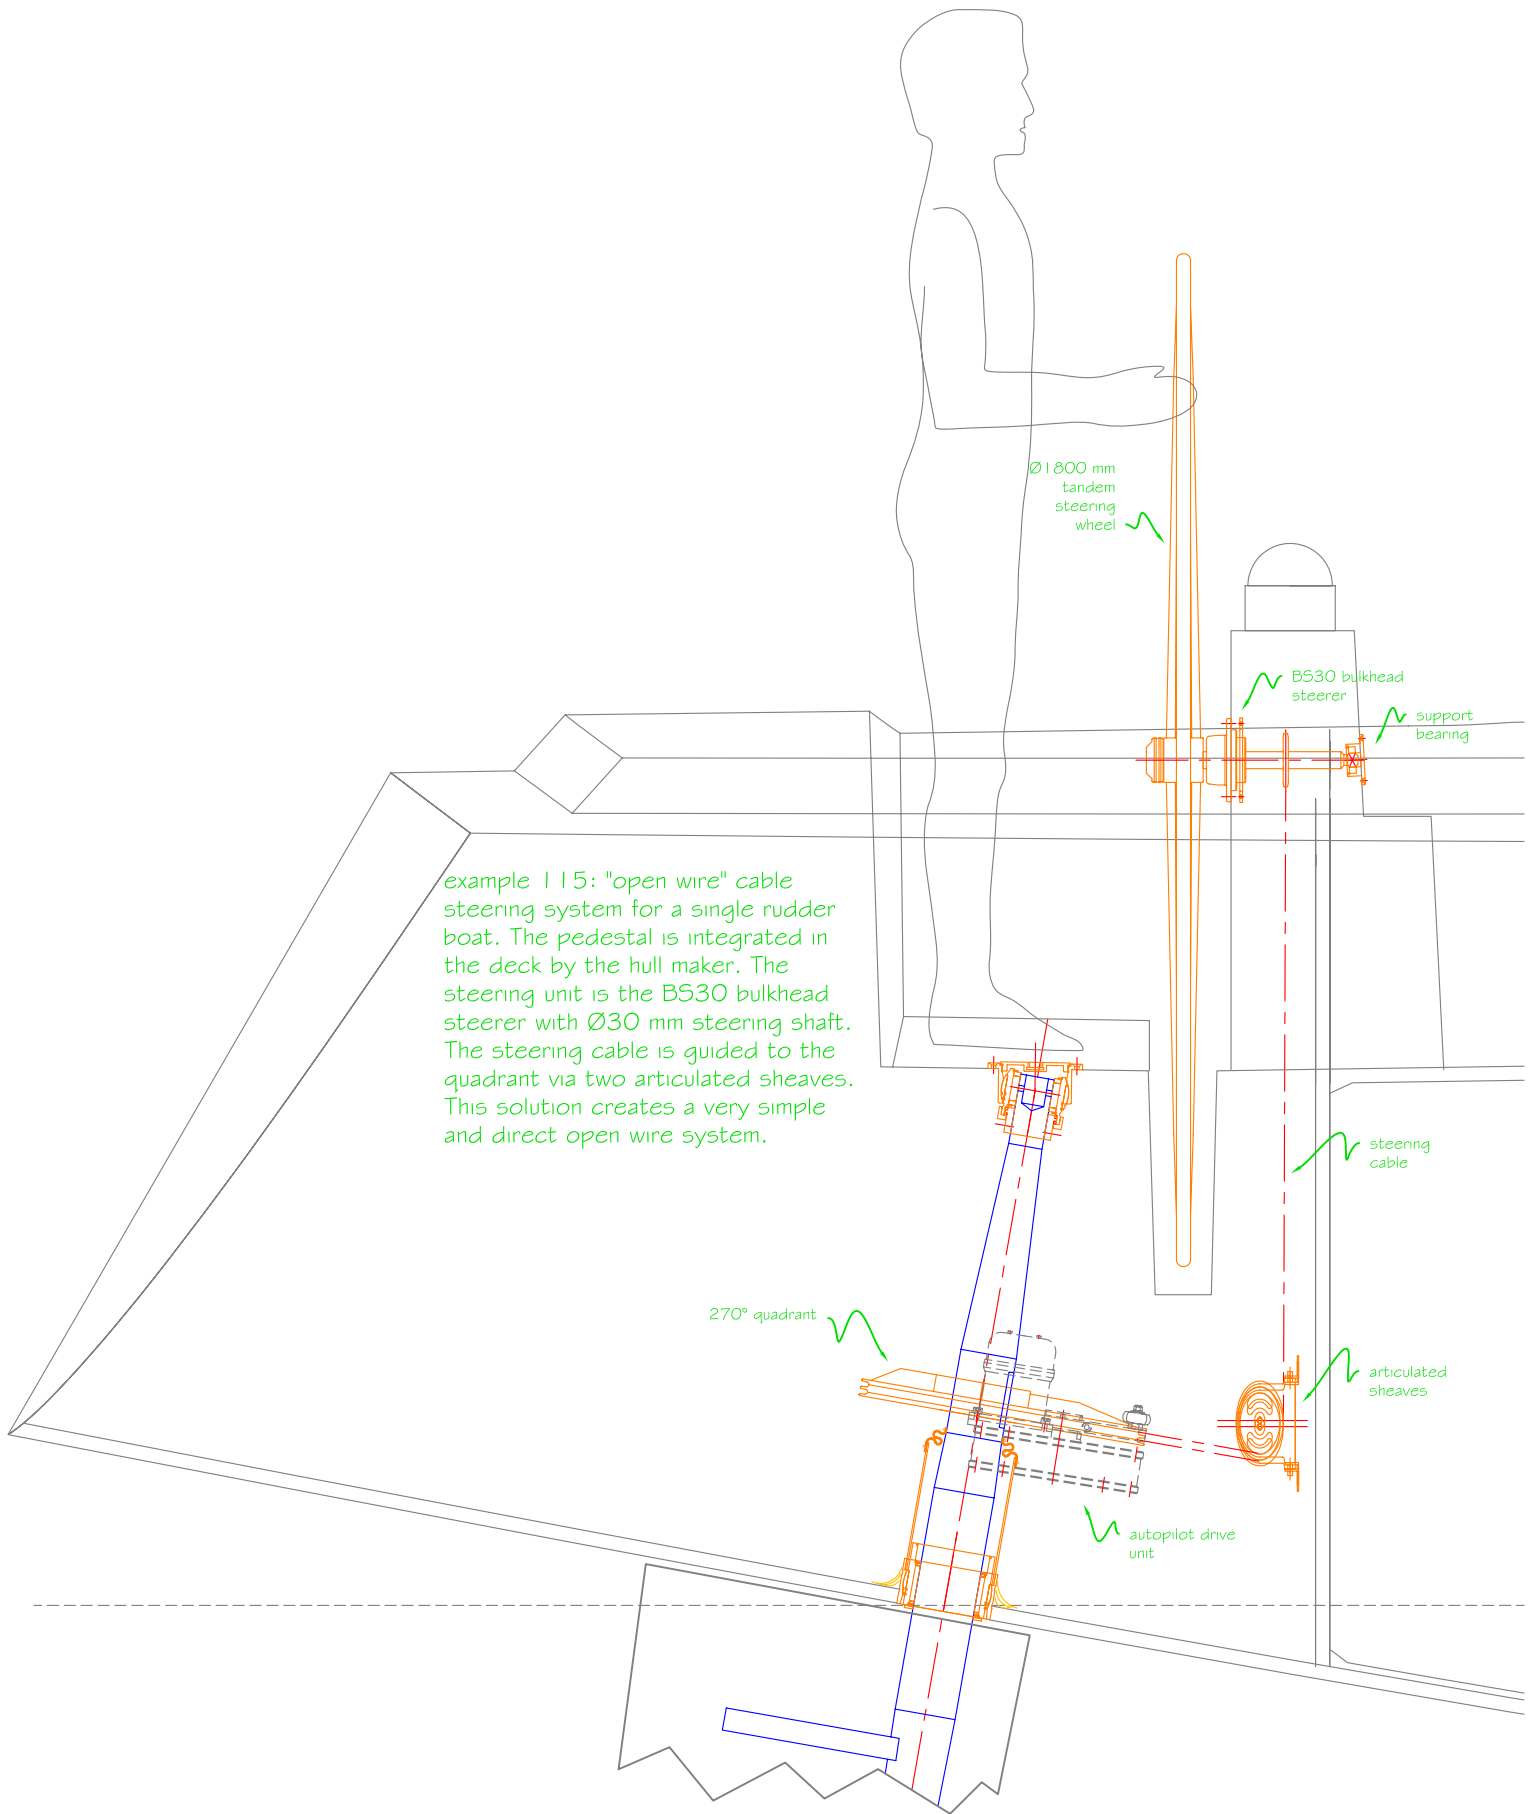 Ø1800 mm
tandem
steering
wheel
BS30 bulkhead
steerer
support
bearing
example 115: "open wire" cable
steering system for a single rudder
boat. The pedestal is integrated in
the deck by the hull maker. The
steering unit is the BS30 bulkhead
steerer with Ø30 mm steering shaft.
The steering cable is guided to the
quadrant via two articulated sheaves.
This solution creates a very simple
and direct open wire system.
steering
cable
270° quadrant
articulated
sheaves
autopilot drive
unit